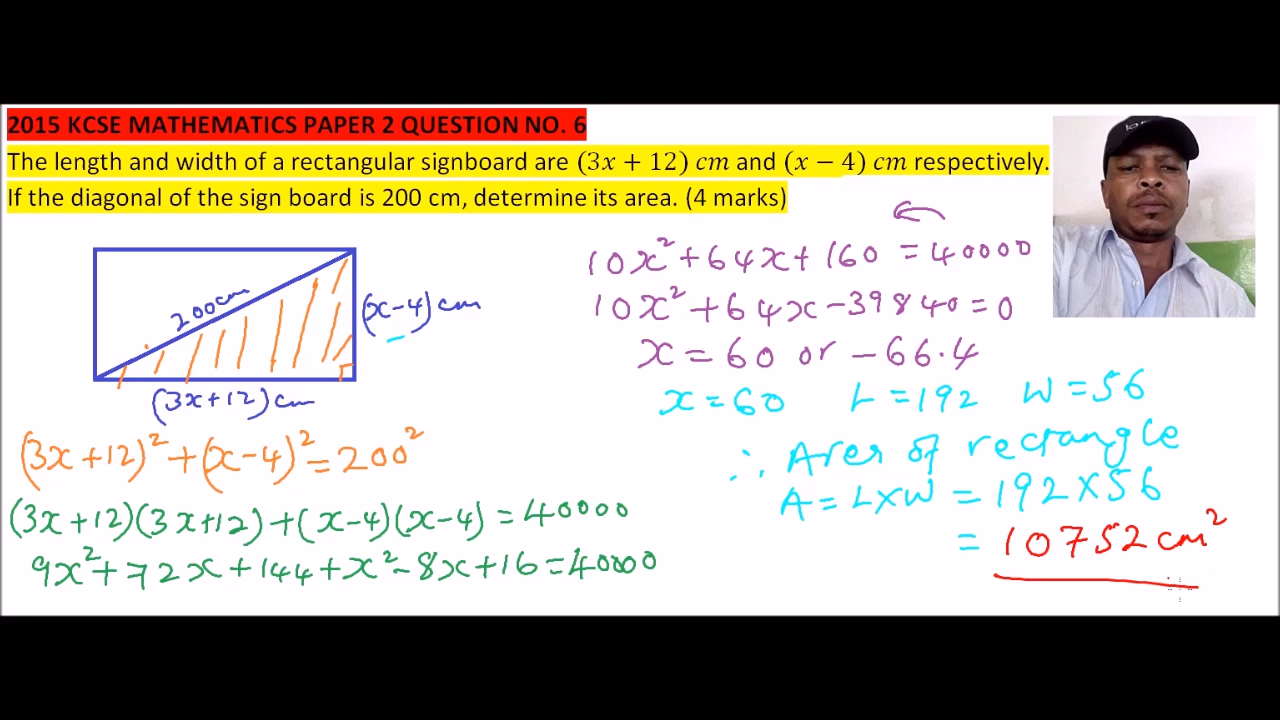 2015 KCSE MATHEMATICS PAPER 2 QUESTION NO. 6
The length and width of a rectangular signboard are (3x + 12) cm and (x − 4) cm respectively.
If the diagonal of the sign board is 200 cm, determine its area. (4 marks)
200cm
(x-4)cm
(3x+12)cm
(3x+12)²+(x-4)²=200²
(3x+12)(3x+12)+(x-4)(x-4)=40000
9x²+72x+144+x²-8x+16=40000
10x²+64x+160=40000
10x²+64x-39840=0
x=60 or -66.4
x=60 L=192 W=56
∴ Area of rectangle
A=L×W=192×56
=10752cm²